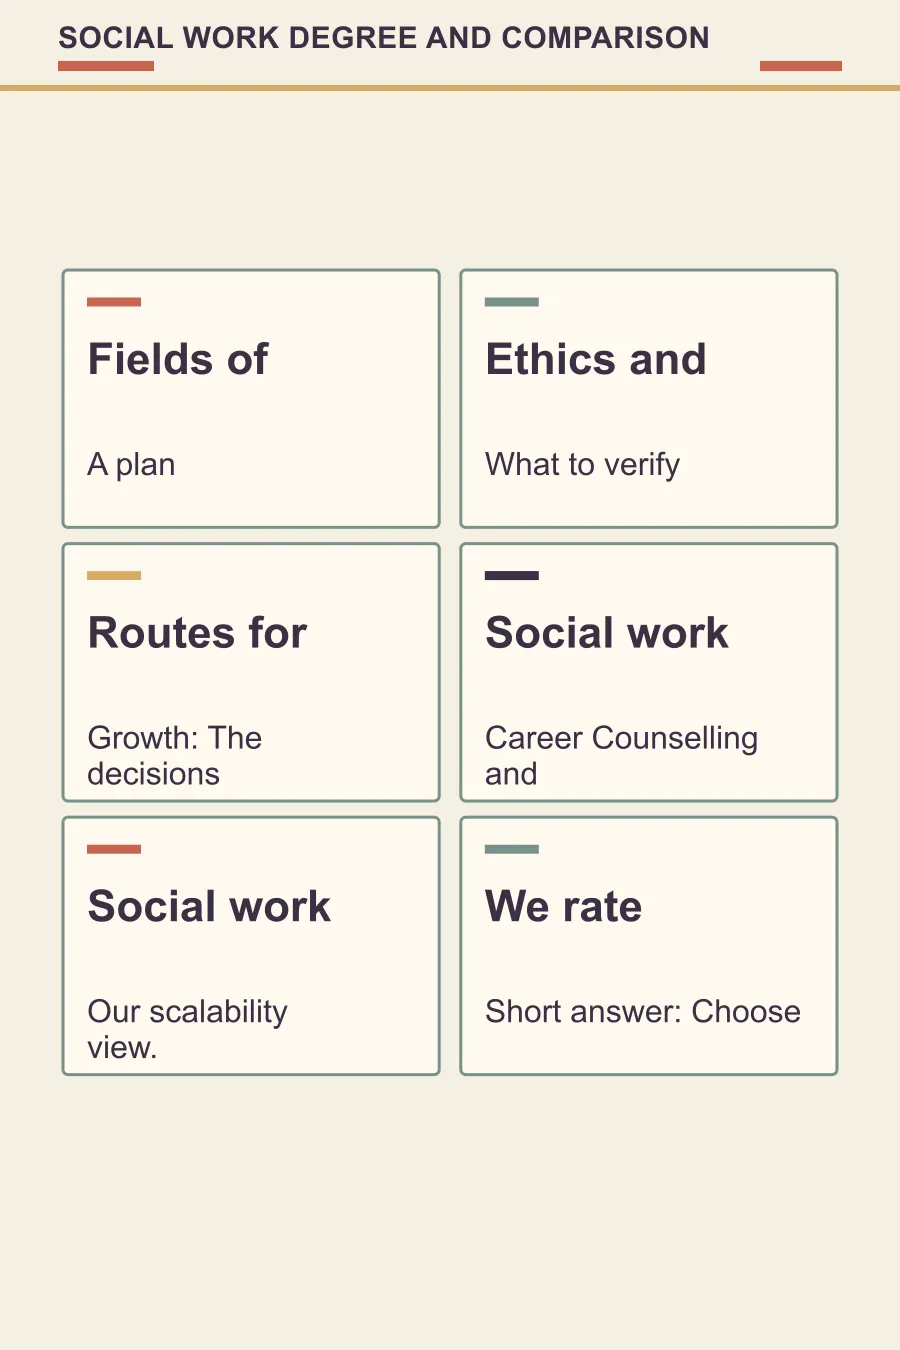 SOCIAL WORK DEGREE AND COMPARISON
Fields of
A plan
Ethics and
What to verify
Routes for
Growth: The
decisions
Social work
Career Counselling
and
Social work
Our scalability
view.
We rate
Short answer: Choose